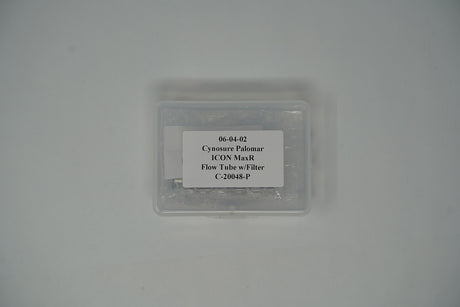 06-04-02
Cynosure Palomar
ICON MaxR
Flow Tube w/Filter
C-20048-P